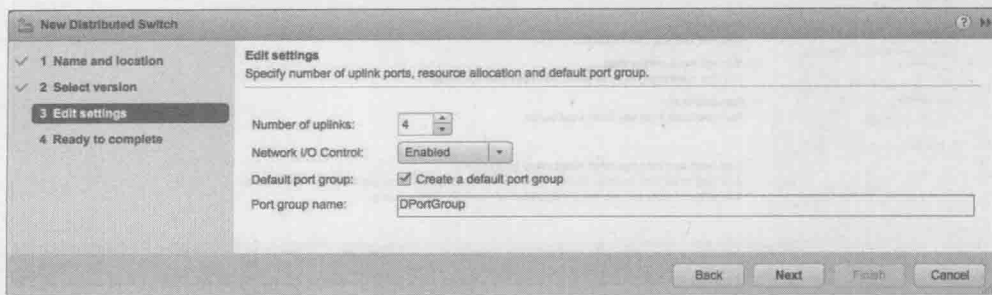 New Distributed Switch
1 Name and location
2 Select version
3 Edit settings
4 Ready to complete
Edit settings
Specify number of uplink ports, resource allocation and default port group.
Number of uplinks: 4
Network I/O Control: Enabled
Default port group: Create a default port group
Port group name: DPortGroup
Back Next Finish Cancel